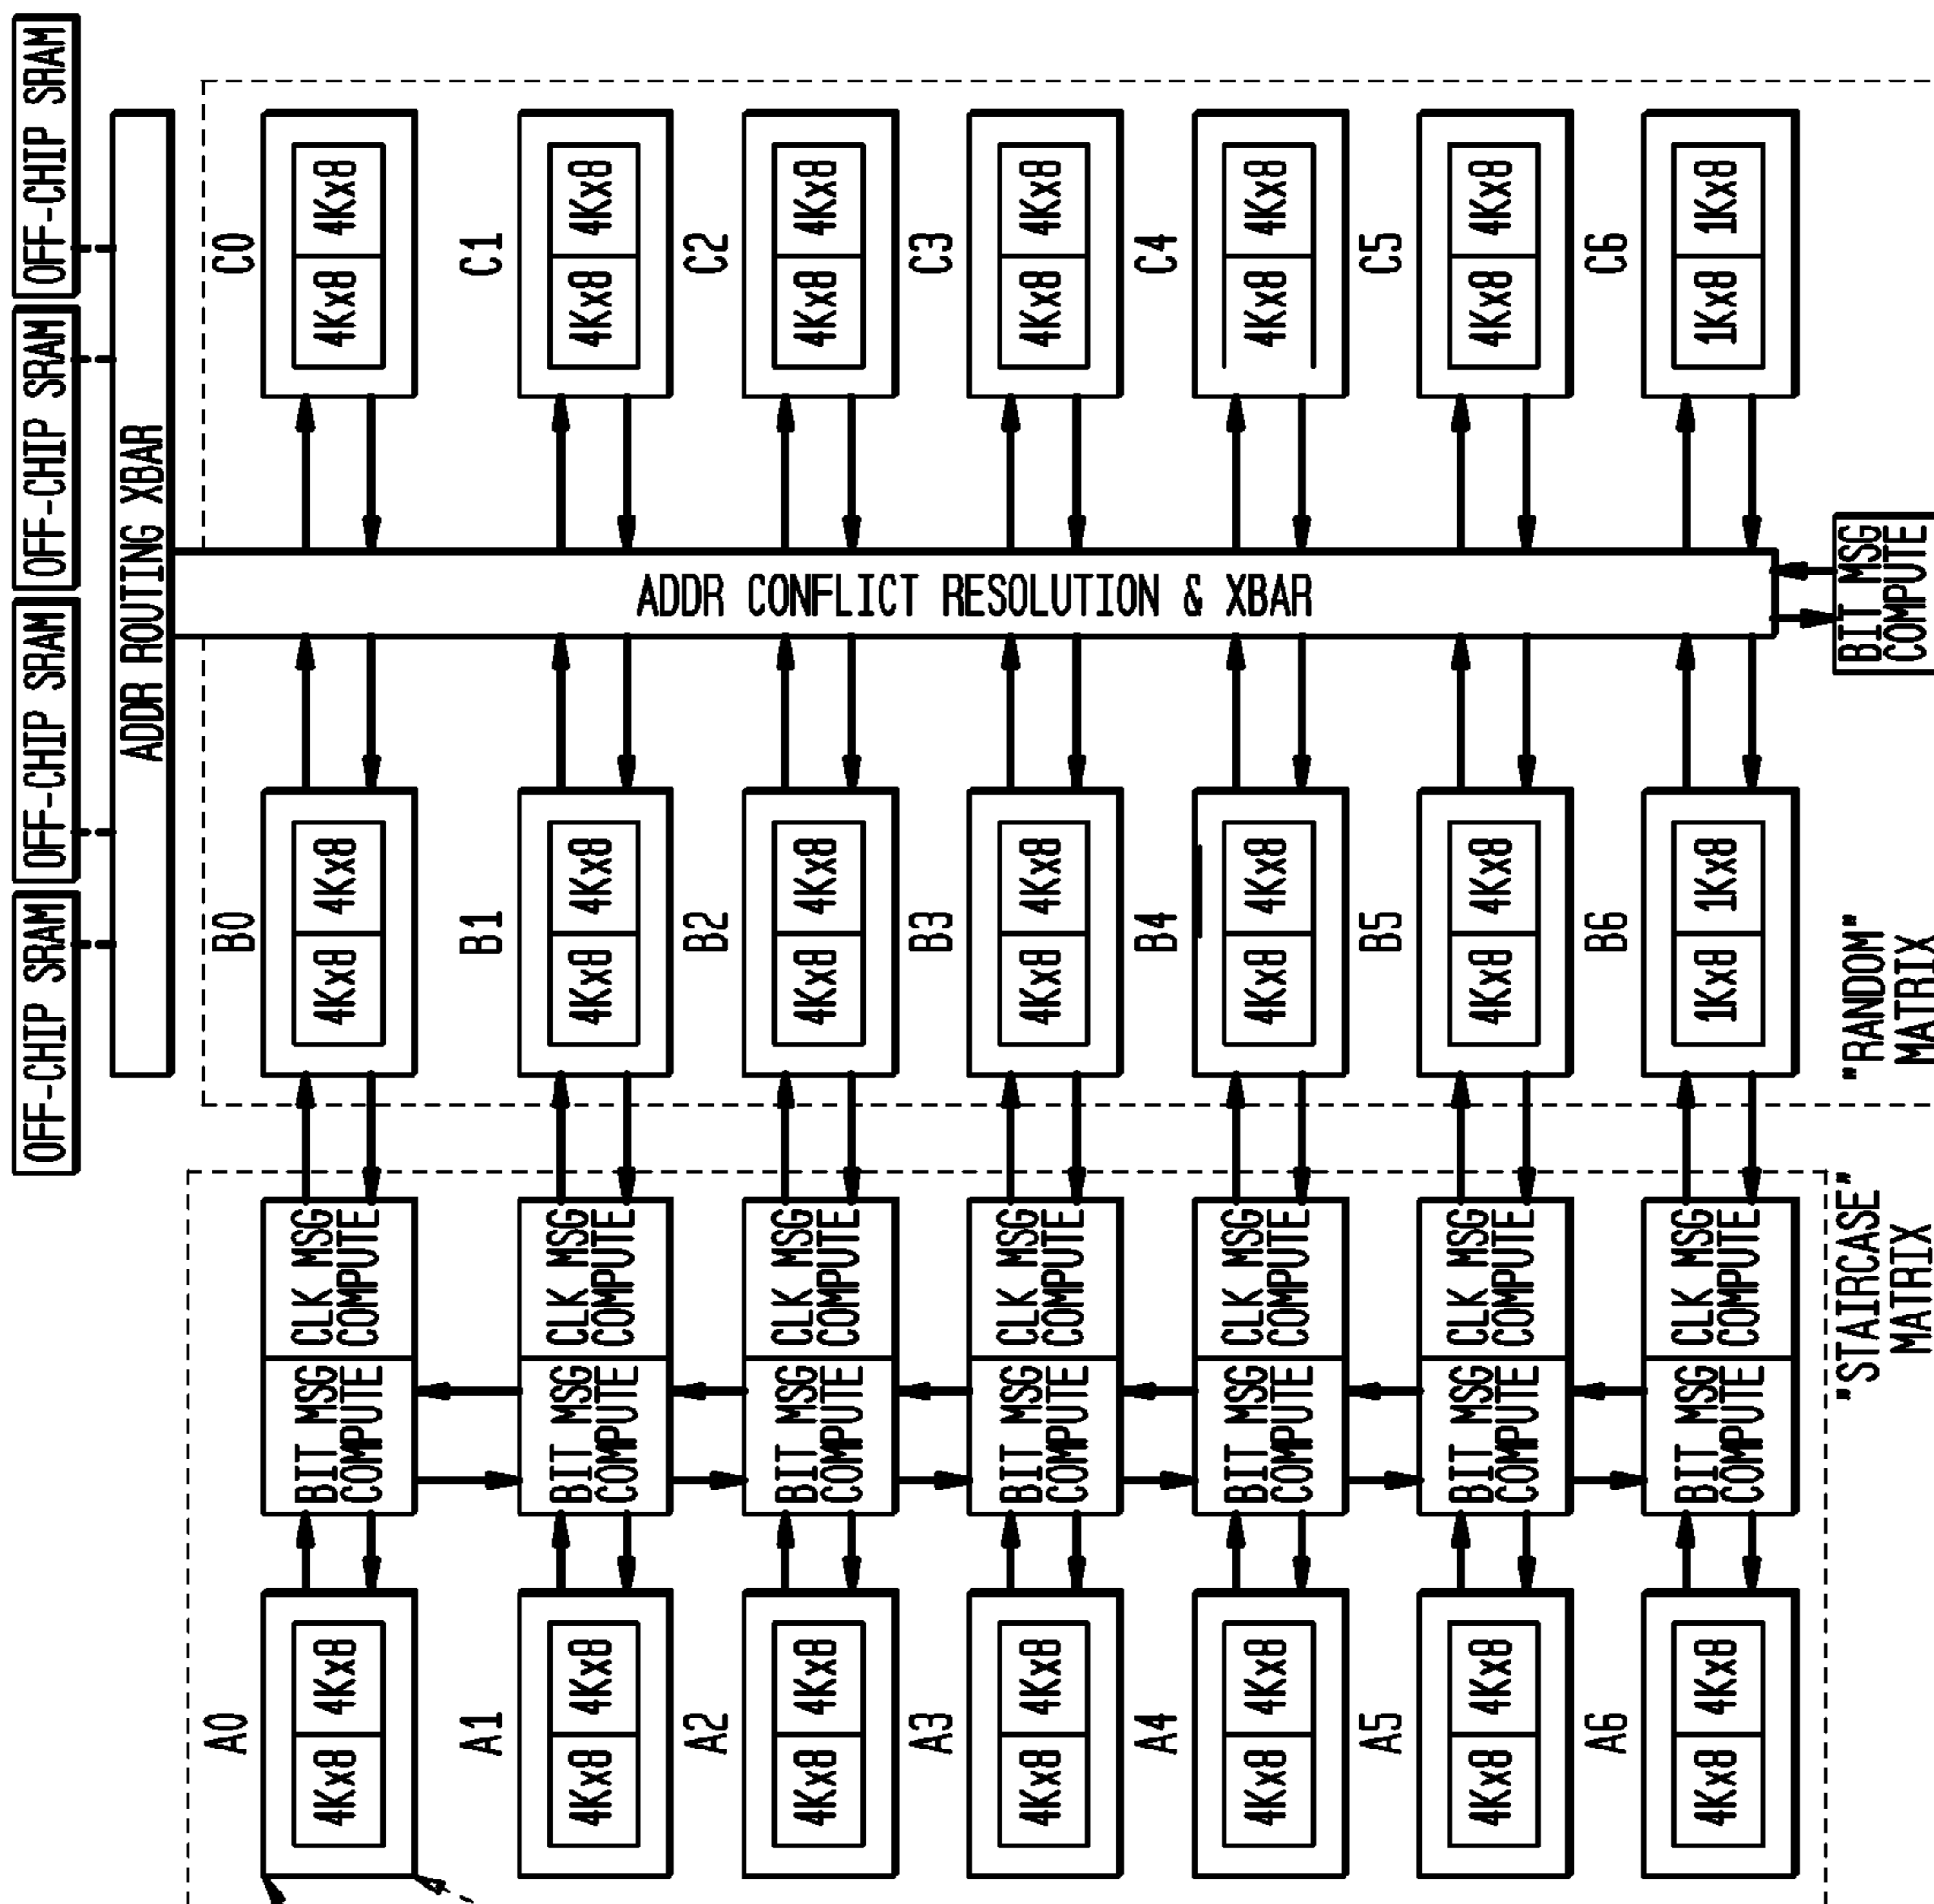 OFF-CHIP SRAM
OFF-CHIP SRAM
OFF-CHIP SRAM
OFF-CHIP SRAM
ADDR ROUTING XBAR
A0
4Kx8 4Kx8
BIT MSG
COMPUTE
CLK MSG
COMPUTE
B0
4Kx8 4Kx8
C0
4Kx8 4Kx8
A1
4Kx8 4Kx8
BIT MSG
COMPUTE
CLK MSG
COMPUTE
B1
4Kx8 4Kx8
C1
4Kx8 4Kx8
A2
4Kx8 4Kx8
BIT MSG
COMPUTE
CLK MSG
COMPUTE
B2
4Kx8 4Kx8
C2
4Kx8 4Kx8
A3
4Kx8 4Kx8
BIT MSG
COMPUTE
CLK MSG
COMPUTE
B3
4Kx8 4Kx8
C3
4Kx8 4Kx8
A4
4Kx8 4Kx8
BIT MSG
COMPUTE
CLK MSG
COMPUTE
B4
4Kx8 4Kx8
C4
4Kx8 4Kx8
A5
4Kx8 4Kx8
BIT MSG
COMPUTE
CLK MSG
COMPUTE
B5
4Kx8 4Kx8
C5
4Kx8 4Kx8
A6
4Kx8 4Kx8
BIT MSG
COMPUTE
CLK MSG
COMPUTE
B6
1Kx8 1Kx8
C6
1Kx8 1Kx8
ADDR CONFLICT RESOLUTION & XBAR
"STAIRCASE"
MATRIX
"RANDOM"
MATRIX
BIT MSG
COMPUTE